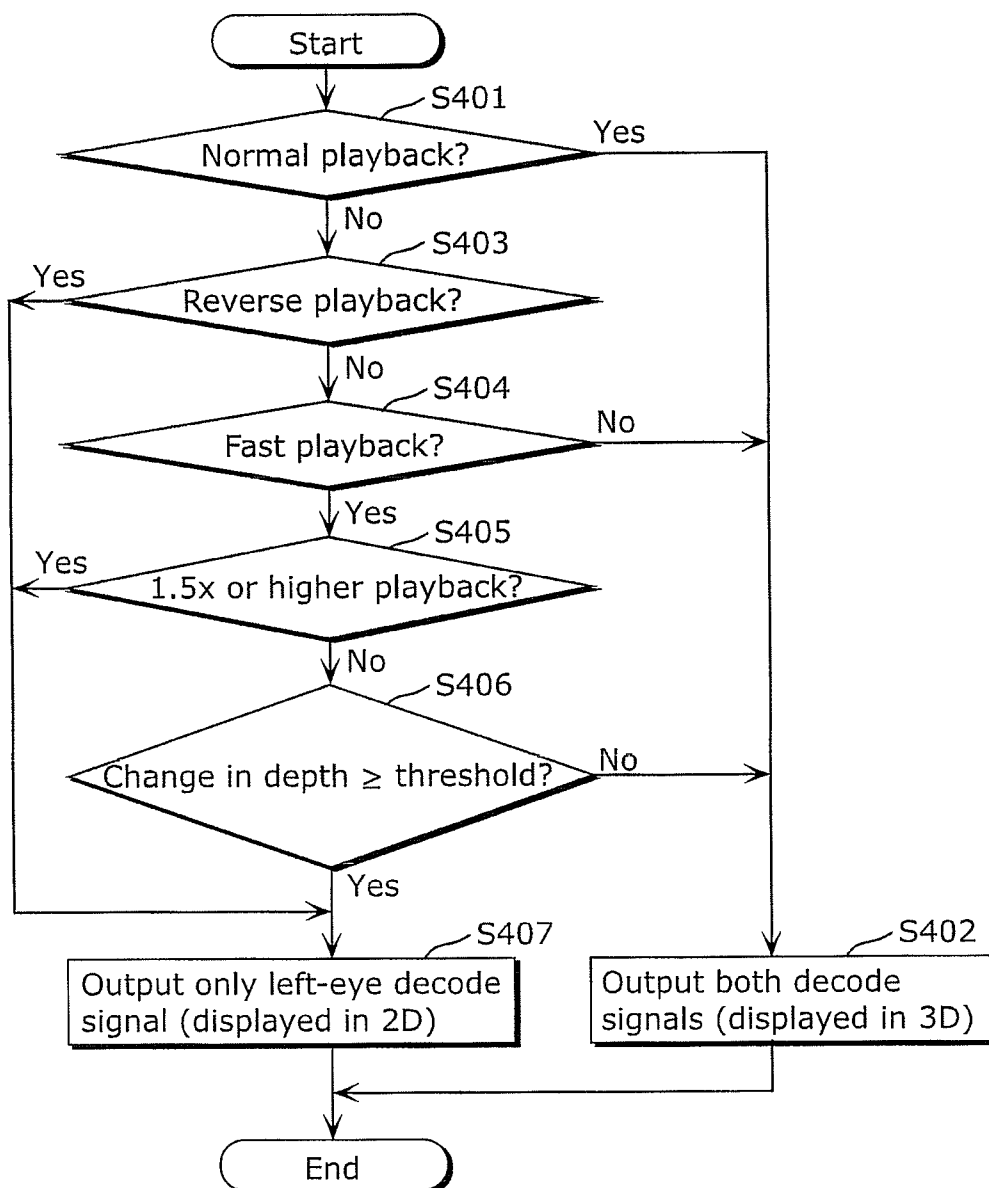 Start
S401
Normal playback?
Yes
No
S403
Yes
Reverse playback?
No
S404
Fast playback?
No
Yes
S405
Yes
1.5x or higher playback?
No
S406
Change in depth ≥ threshold?
No
Yes
S407
Output only left-eye decode
signal (displayed in 2D)
S402
Output both decode
signals (displayed in 3D)
End